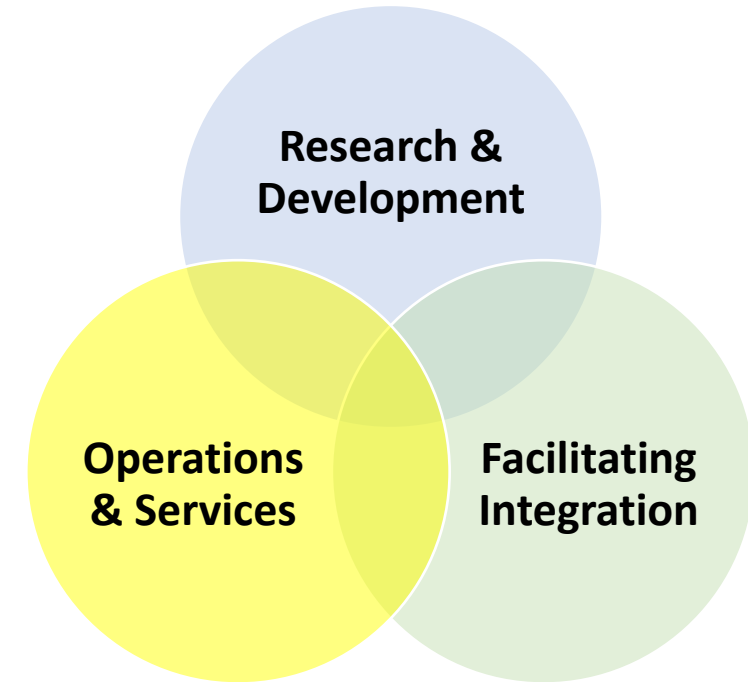 Research &
Development
Operations
& Services
Facilitating
Integration